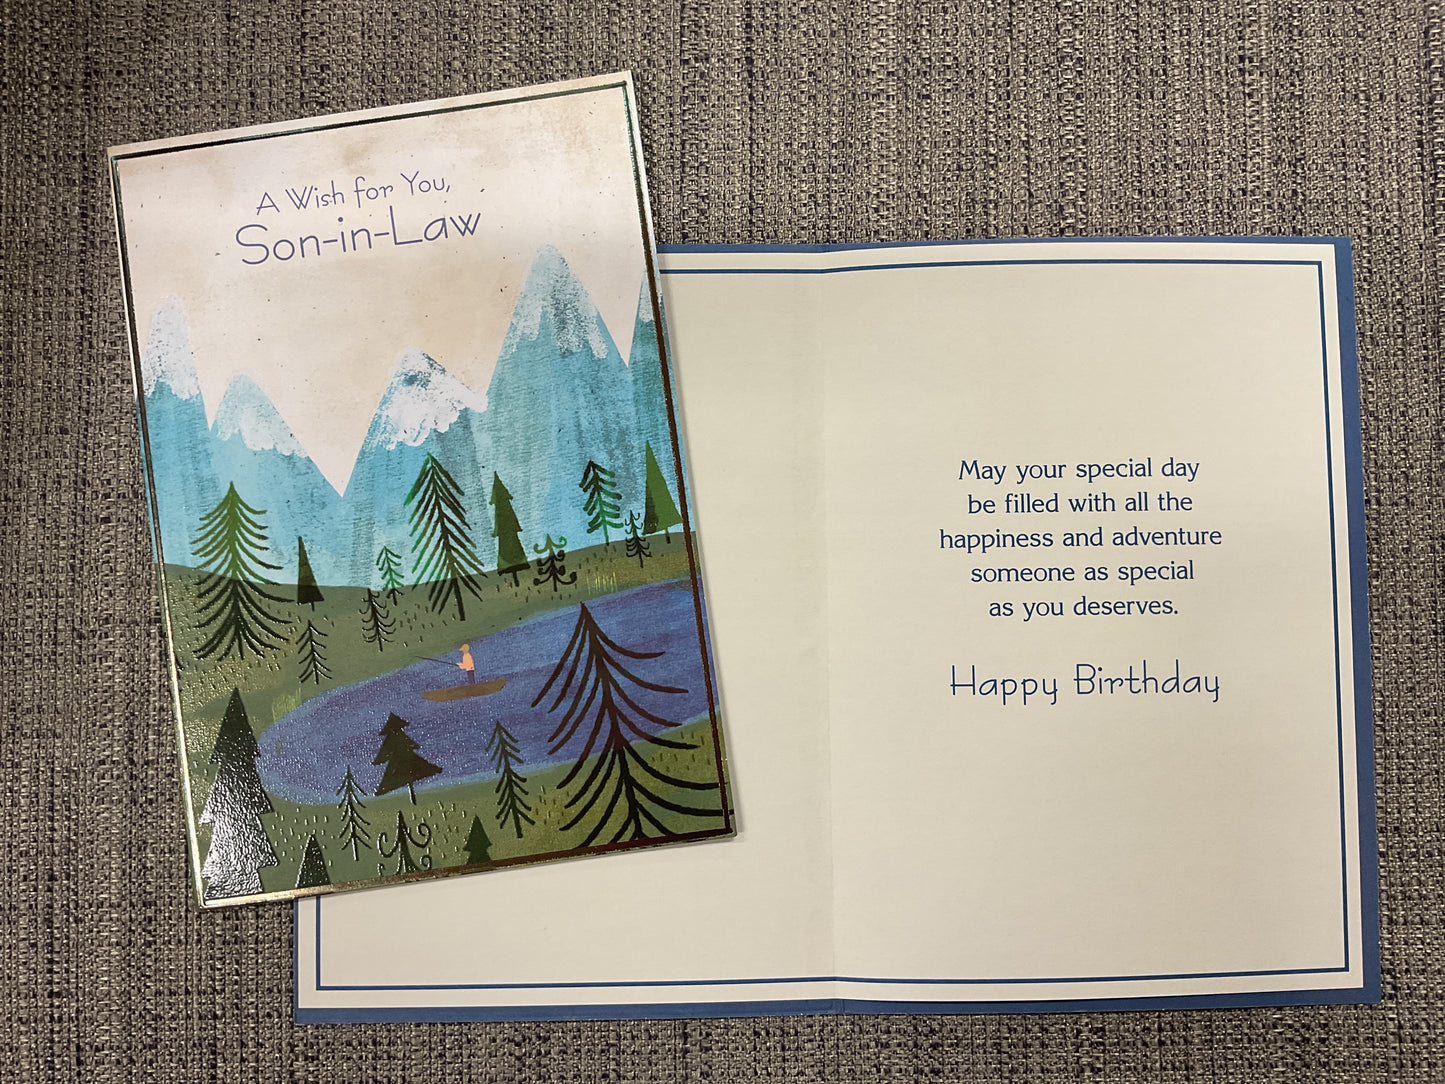 A Wish for You,
Son-in-Law
May your special day
be filled with all the
happiness and adventure
someone as special
as you deserves.
Happy Birthday